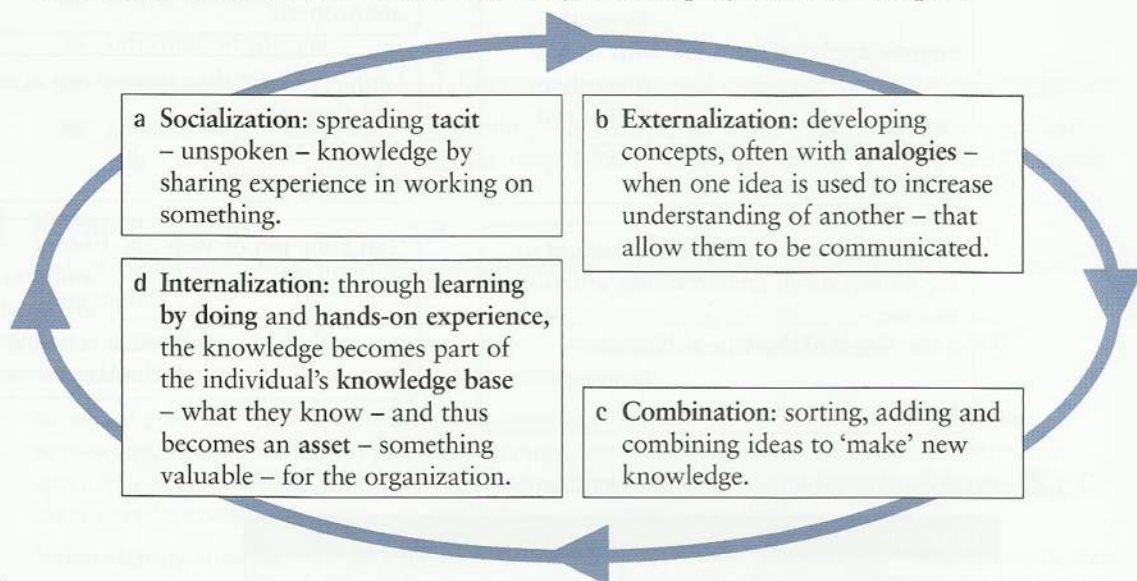 a Socialization: spreading tacit
– unspoken – knowledge by
sharing experience in working on
something.
b Externalization: developing
concepts, often with analogies –
when one idea is used to increase
understanding of another – that
allow them to be communicated.
d Internalization: through learning
by doing and hands-on experience,
the knowledge becomes part of
the individual's knowledge base
– what they know – and thus
becomes an asset – something
valuable – for the organization.
c Combination: sorting, adding and
combining ideas to 'make' new
knowledge.